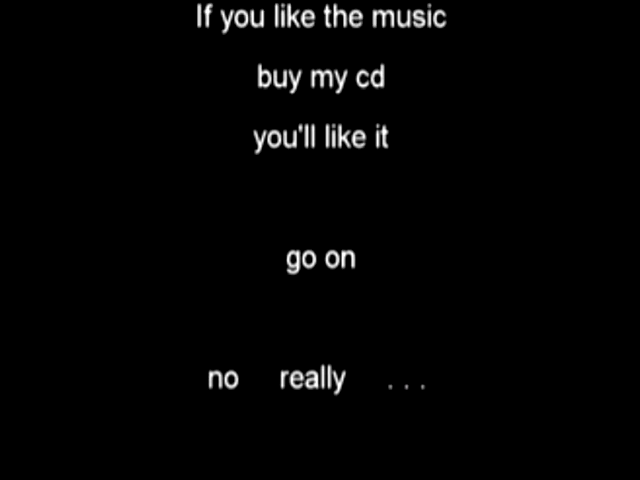 If you like the music
buy my cd
you'll like it
go on
no really ...